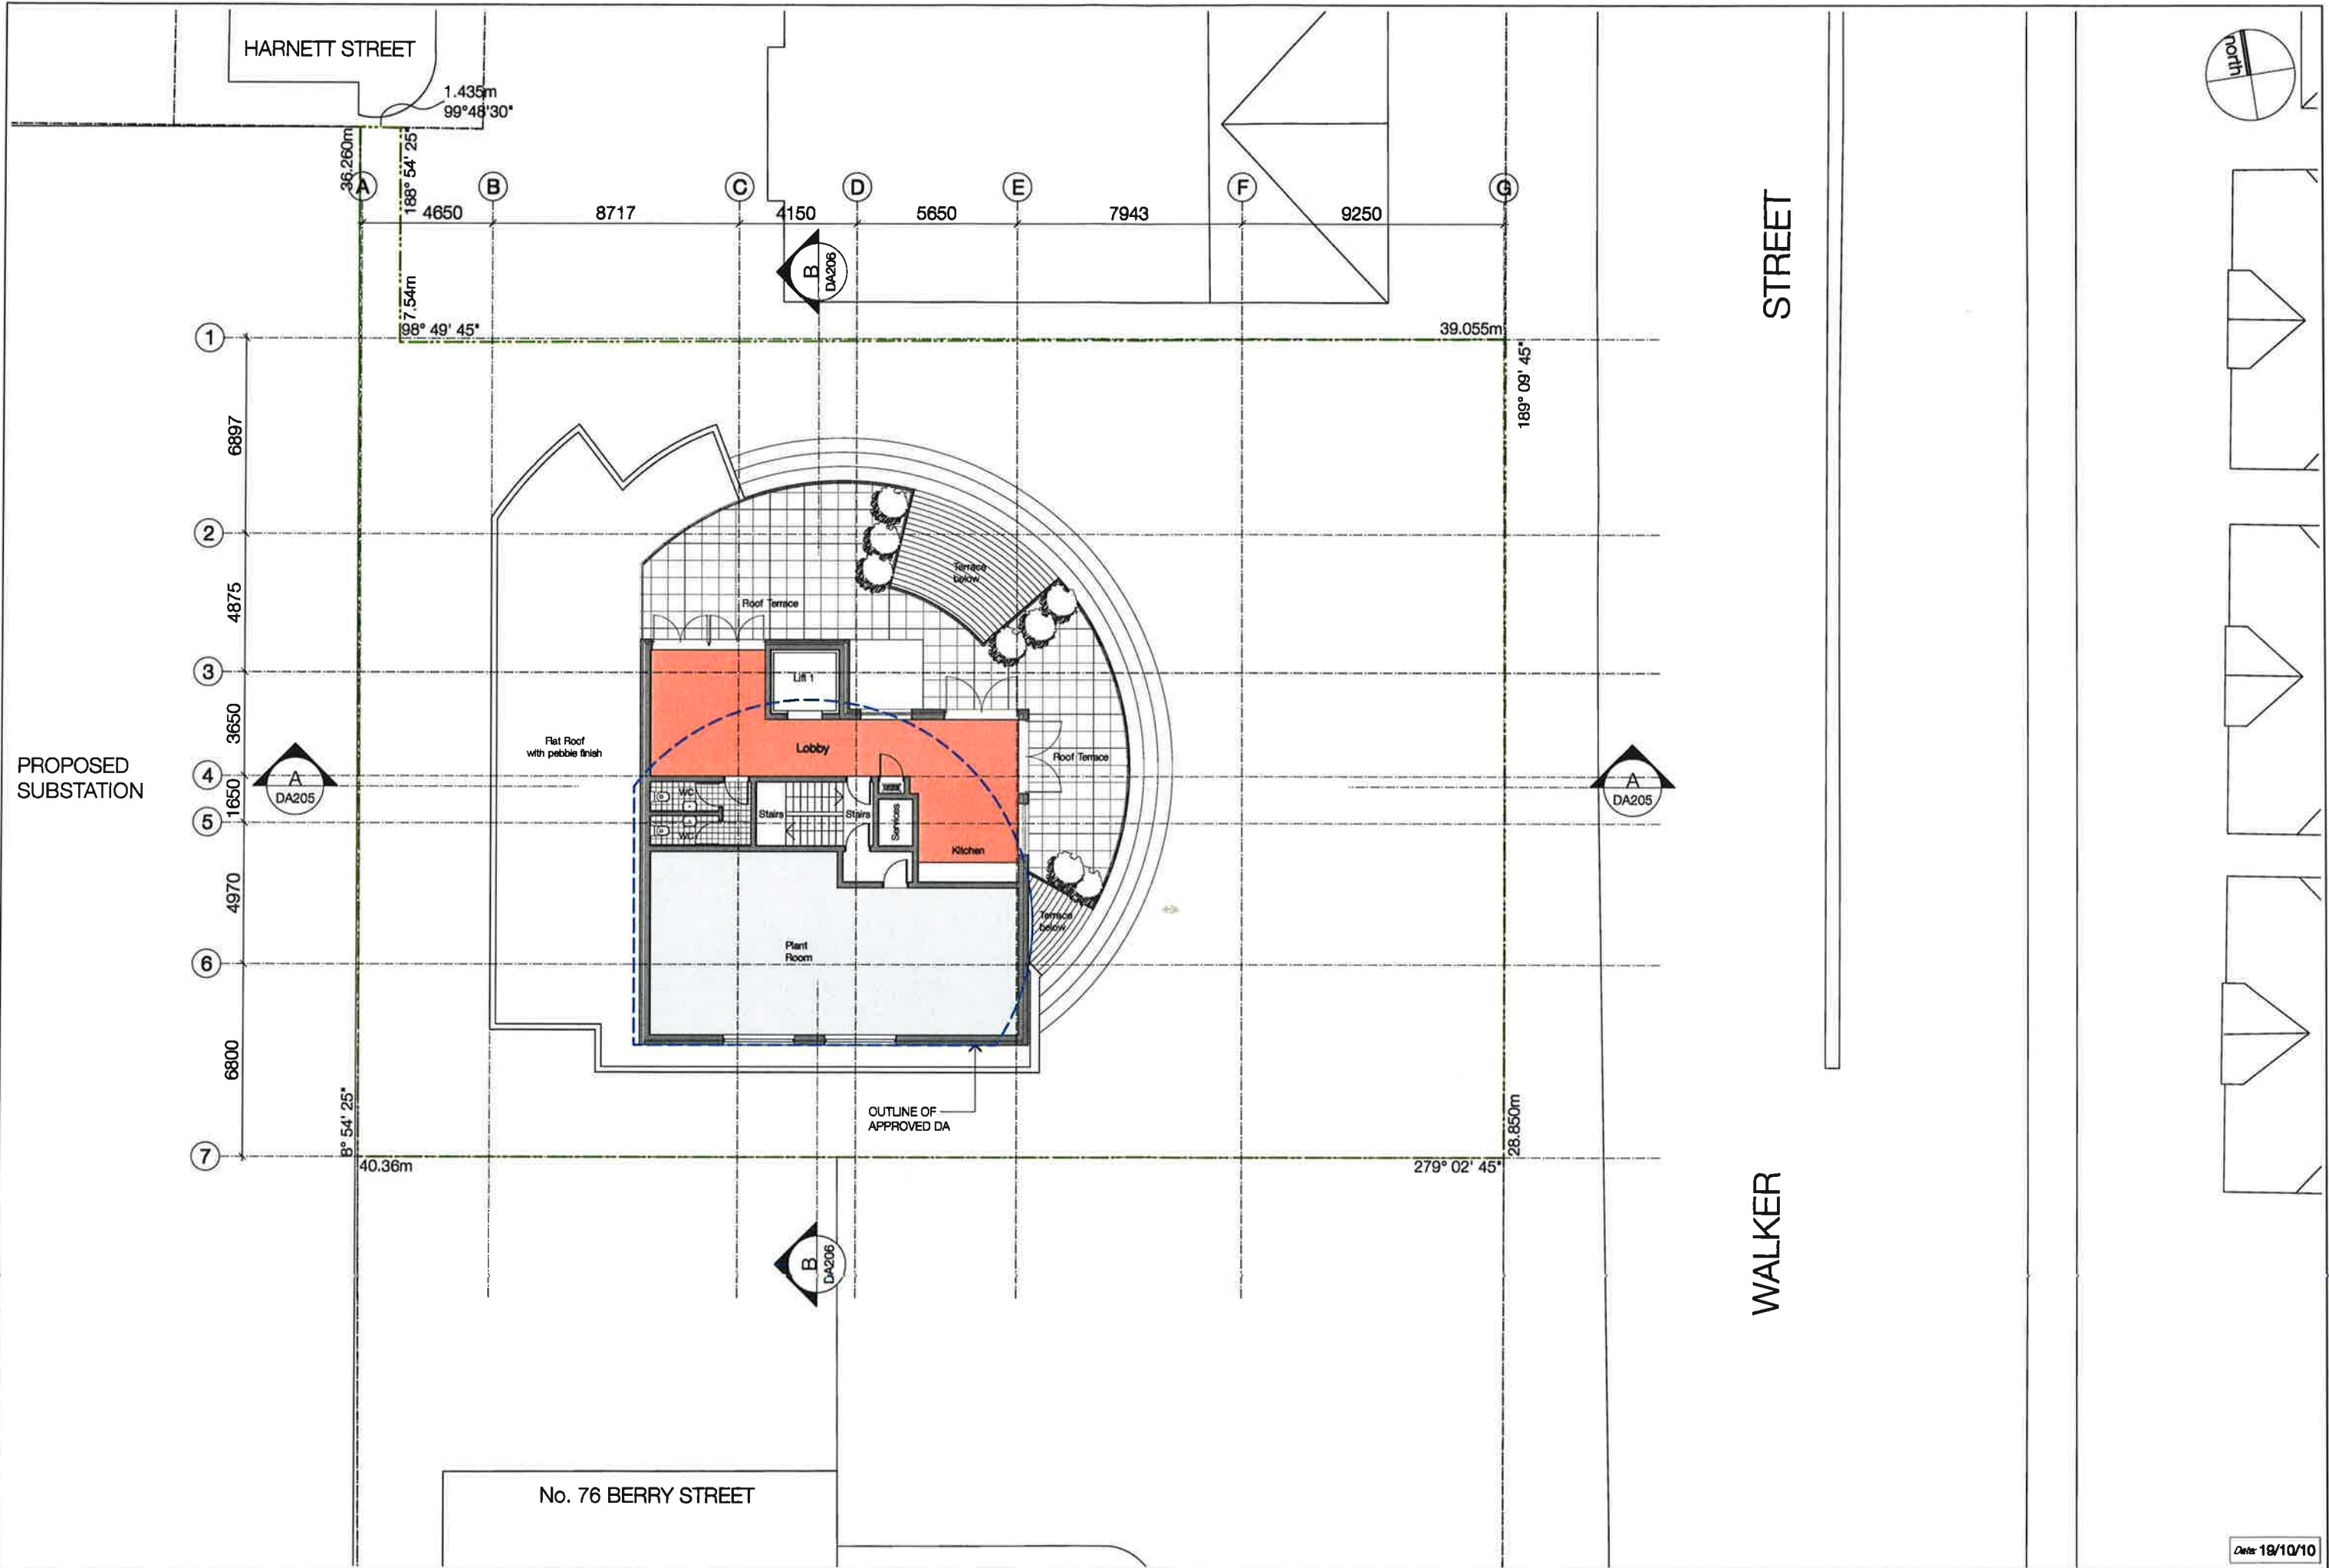 HARNETT STREET
north
1.435m
99°48'30"
36.260m
188° 54' 25"
A
B
C
D
E
F
G
4650
8717
4150
5650
7943
9250
STREET
B
DA206
7.54m
98° 49' 45"
39.055m
1
189° 09' 45"
6897
2
Terrace
below
4875
Roof Terrace
3
Lift 1
3650
Lobby
Flat Roof
with pebble finish
Roof Terrace
PROPOSED
SUBSTATION
A
DA205
4
A
DA205
1650
WC
Stairs
Stairs
Services
5
WC
Kitchen
4970
Terrace
below
Plant
Room
6
6800
OUTLINE OF
APPROVED DA
8° 54' 25"
28.850m
7
40.36m
279° 02' 45"
WALKER
B
DA206
No. 76 BERRY STREET
Date: 19/10/10